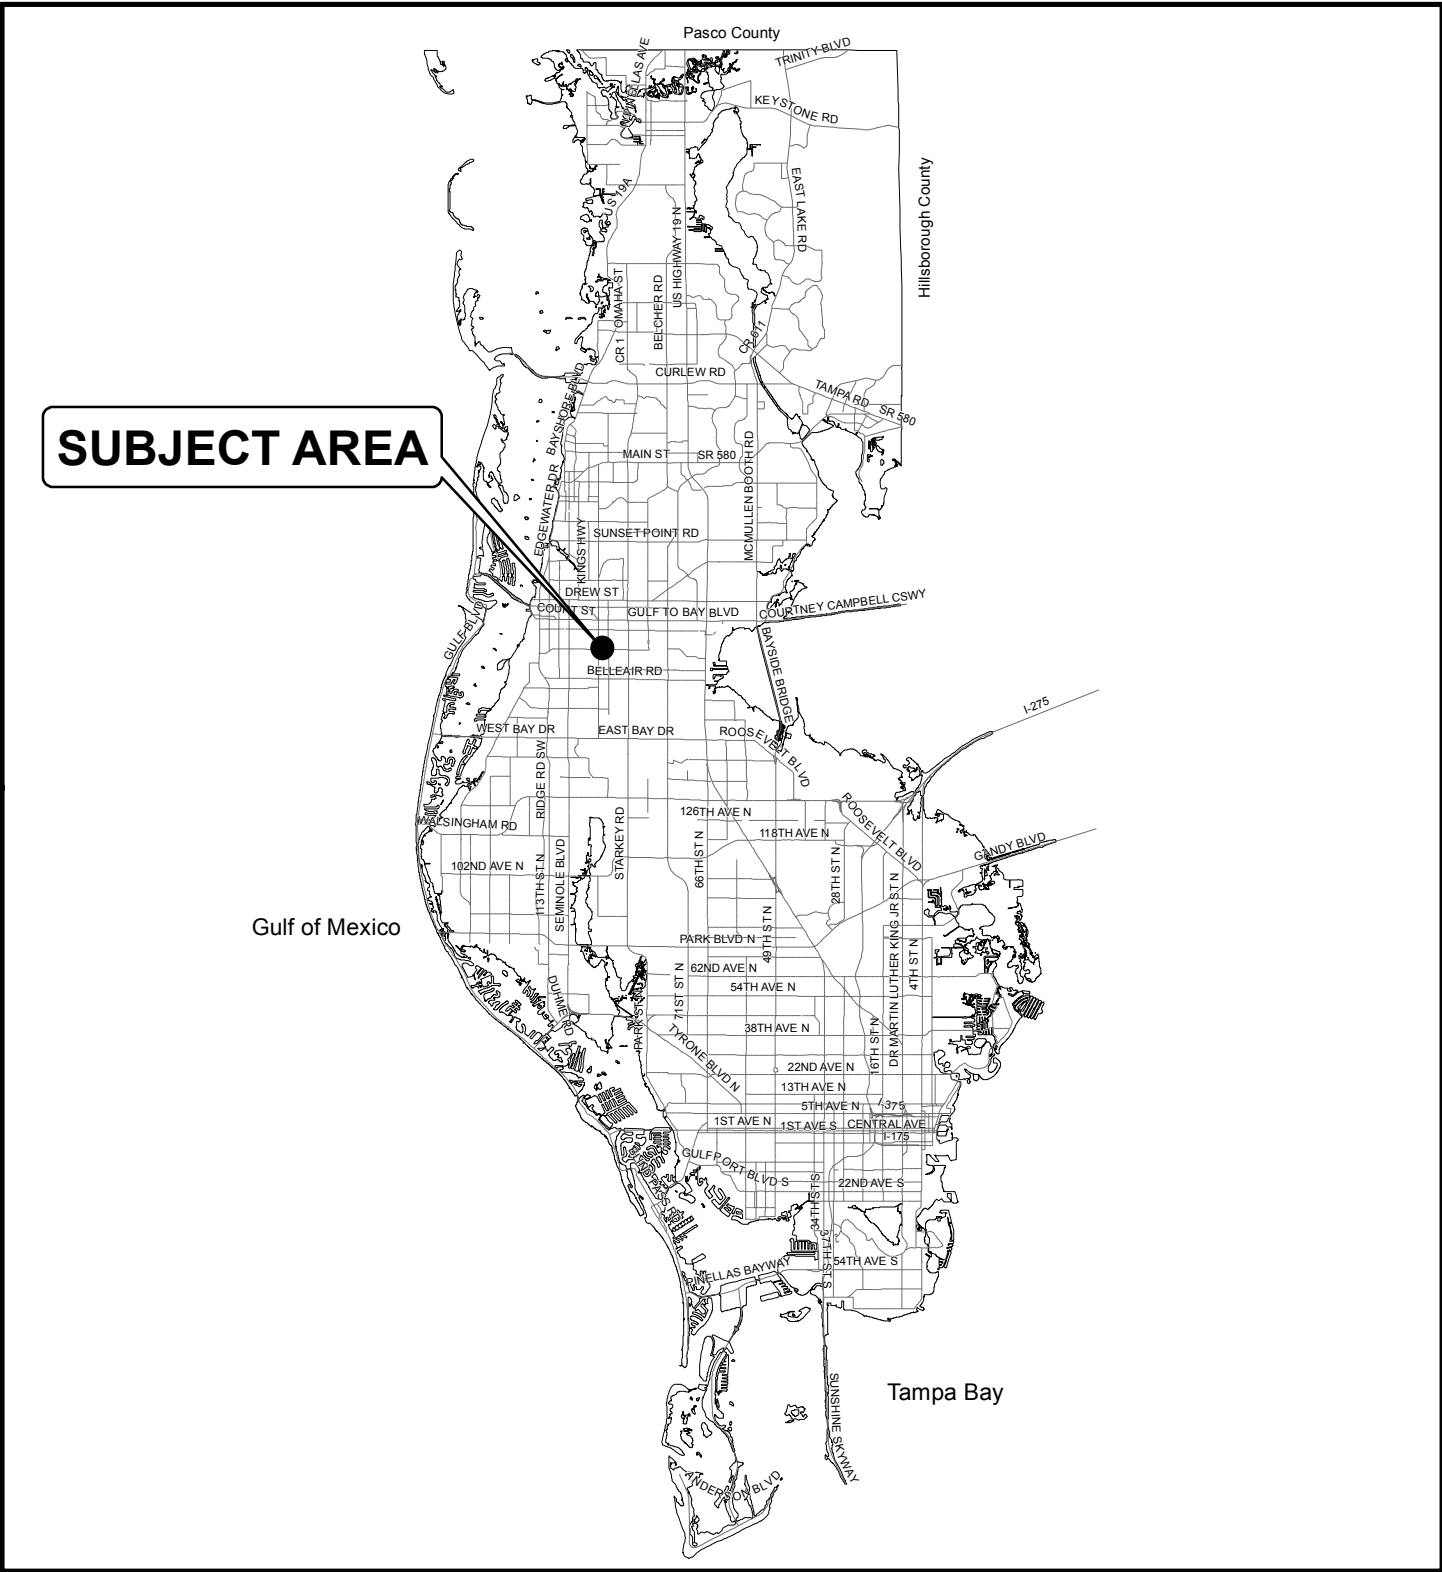 Pasco County
TRINITY BLVD
PINELLAS AVE
KEYSTONE RD
Hillsborough County
EAST LAKE RD
US 19A
US HIGHWAY 19 N
OMAHA ST
CR 1
BELCHER RD
CR 611
CURLEW RD
TAMPA RD
SR 580
BAYSHORE BLVD
SUBJECT AREA
MAIN ST
SR 580
MCMULLEN BOOTH RD
EDGEWATER DR
KINGS HWY
SUNSET POINT RD
DREW ST
COURT ST
GULF TO BAY BLVD
COURTNEY CAMPBELL CSWY
GULF BLVD
BAYSIDE BRIDGE
BELLEAIR RD
I-275
WEST BAY DR
EAST BAY DR
ROOSEVELT BLVD
RIDGE RD SW
WALSINGHAM RD
STARKEY RD
126TH AVE N
118TH AVE N
ROOSEVELT BLVD
GANDY BLVD
102ND AVE N
113TH ST N
SEMINOLE BLVD
66TH ST N
28TH ST N
DR MARTIN LUTHER KING JR ST N
Gulf of Mexico
49TH ST N
PARK BLVD N
4TH ST N
62ND AVE N
54TH AVE N
71ST ST N
DUHME RD
PARK ST N
38TH AVE N
16TH ST N
TYRONE BLVD N
22ND AVE N
13TH AVE N
5TH AVE N
I-375
1ST AVE N
1ST AVE S
CENTRAL AVE
I-175
GULFPORT BLVD S
22ND AVE S
34TH ST S
37TH ST S
54TH AVE S
PINELLAS BAYWAY
Tampa Bay
SUNSHINE SKYWAY
ANDERSON BLVD